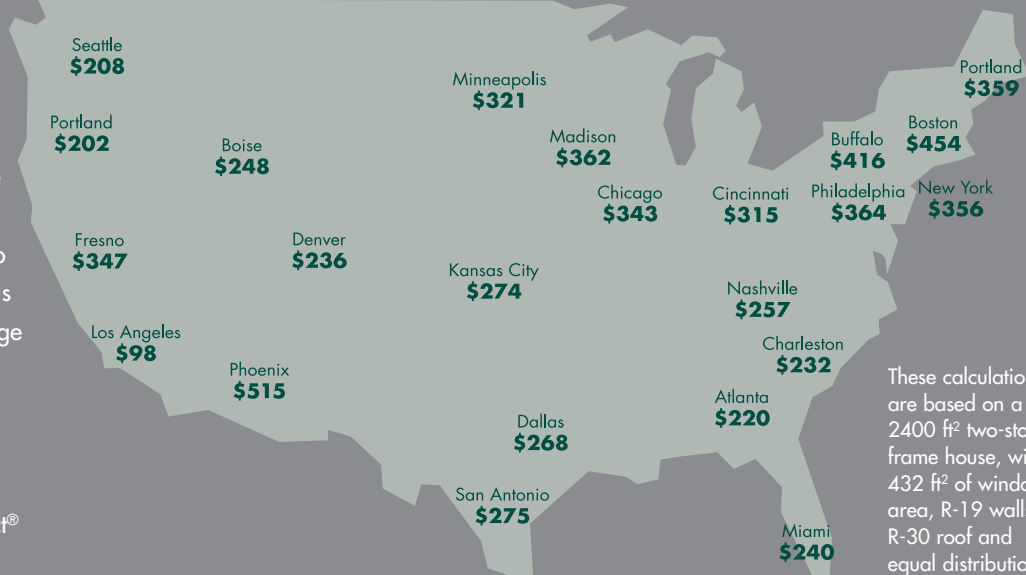 Seattle
$208
Portland
$202
Boise
$248
Minneapolis
$321
Madison
$362
Chicago
$343
Cincinnati
$315
Buffalo
$416
Boston
$454
Portland
$359
Philadelphia
$364
New York
$356
Fresno
$347
Denver
$236
Kansas City
$274
Nashville
$257
Los Angeles
$98
Phoenix
$515
Charleston
$232
Atlanta
$220
Dallas
$268
San Antonio
$275
Miami
$240
s
ge
t®
These calculatio
are based on a
2400 ft² two-sto
frame house, wi
432 ft² of windo
area, R-19 wall
R-30 roof and
equal distributio